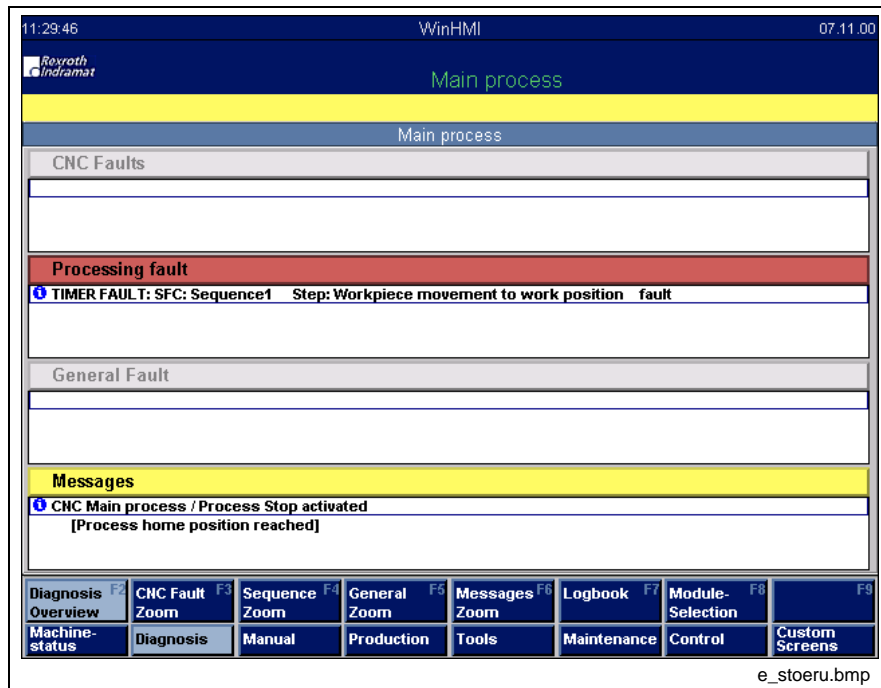 11:29:46 WinHMI 07.11.00
Rexroth
Indramat
Main process
Main process
CNC Faults
Processing fault
TIMER FAULT: SFC: Sequence1 Step: Workpiece movement to work position fault
General Fault
Messages
CNC Main process / Process Stop activated
[Process home position reached]
Diagnosis F2 CNC Fault F3 Sequence F4 General F5 Messages F6 Logbook F7 Module- F8 F9
Overview Zoom Zoom Zoom Zoom Selection
Machine- Diagnosis Manual Production Tools Maintenance Control Custom
status Screens
e_stoeru.bmp